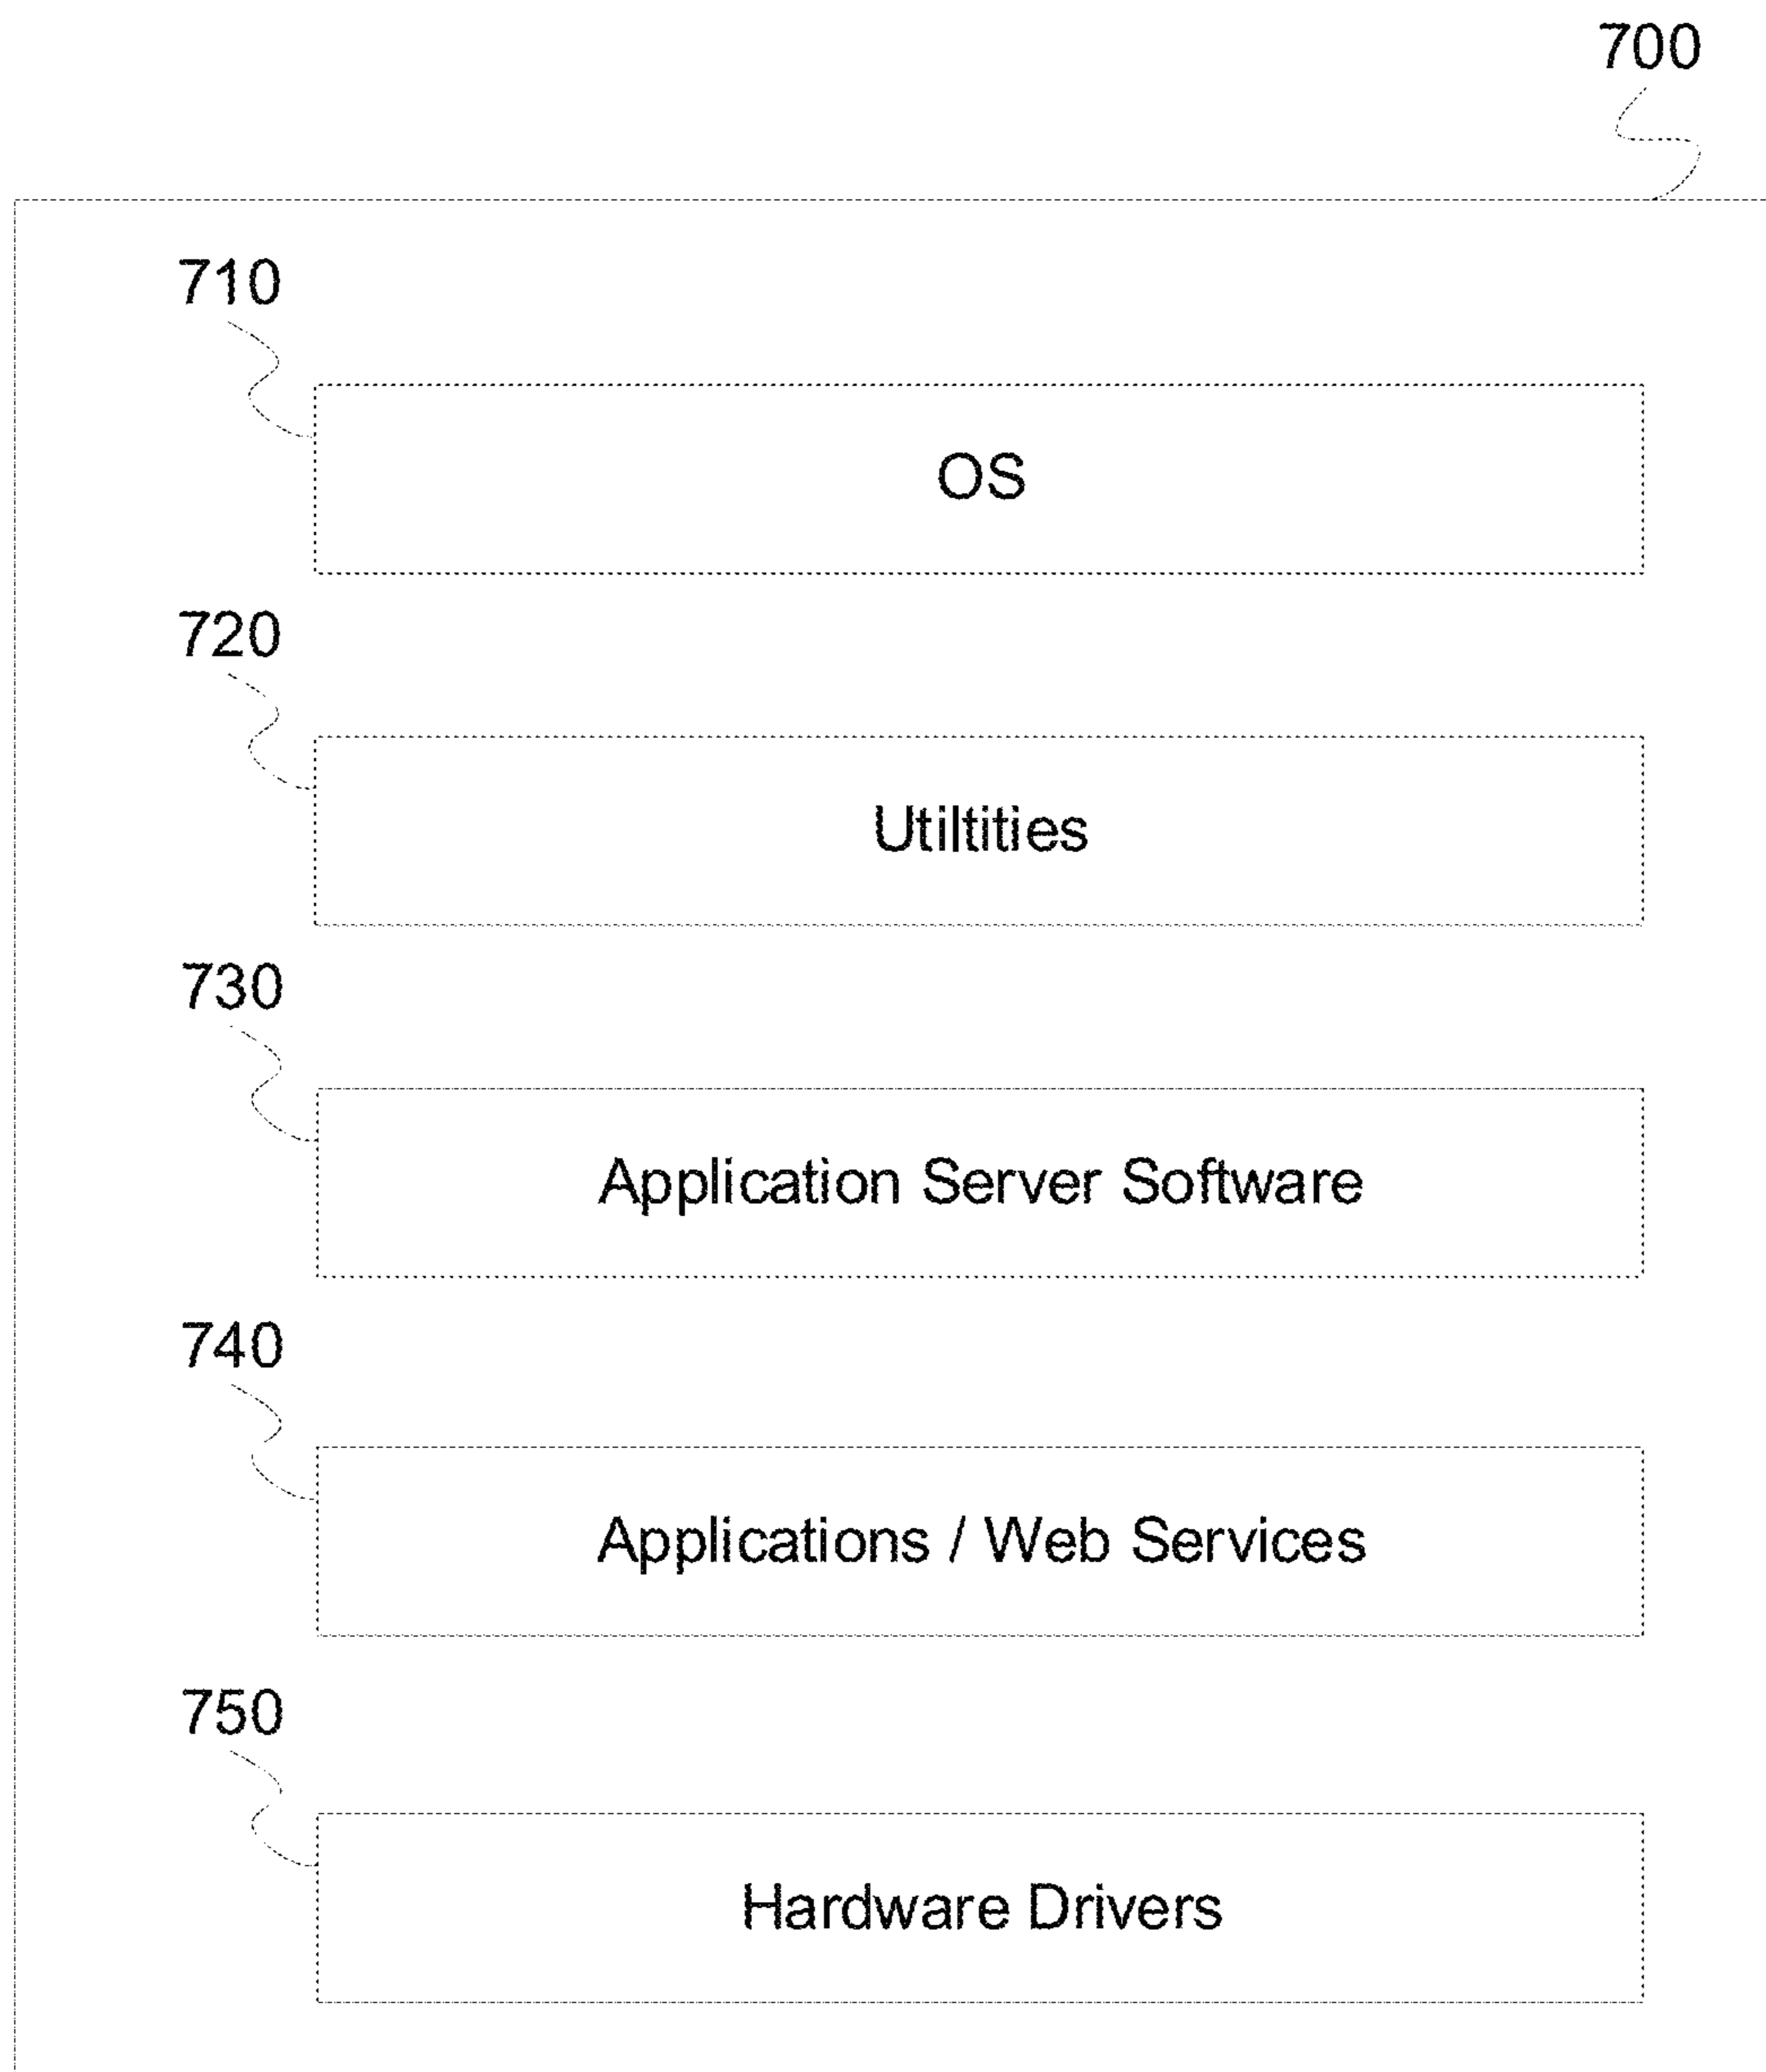 700
710
OS
720
Utiltities
730
Application Server Software
740
Applications / Web Services
750
Hardware Drivers